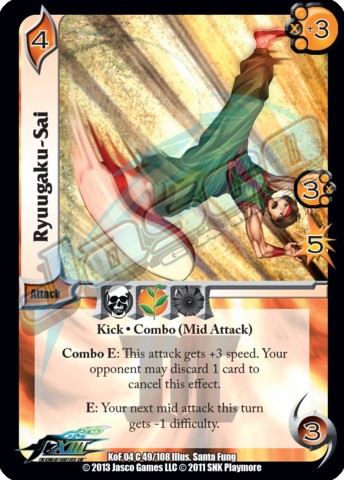 4
+3
Ryuugaku-Sai
3
5
Attack
Kick • Combo (Mid Attack)
Combo E: This attack gets +3 speed. Your
opponent may discard 1 card to
cancel this effect.
E: Your next mid attack this turn
gets -1 difficulty.
3
XIII
KoF.04 C 49/108 Illus. Santa Fung
© 2013 Jasco Games LLC © 2011 SNK Playmore